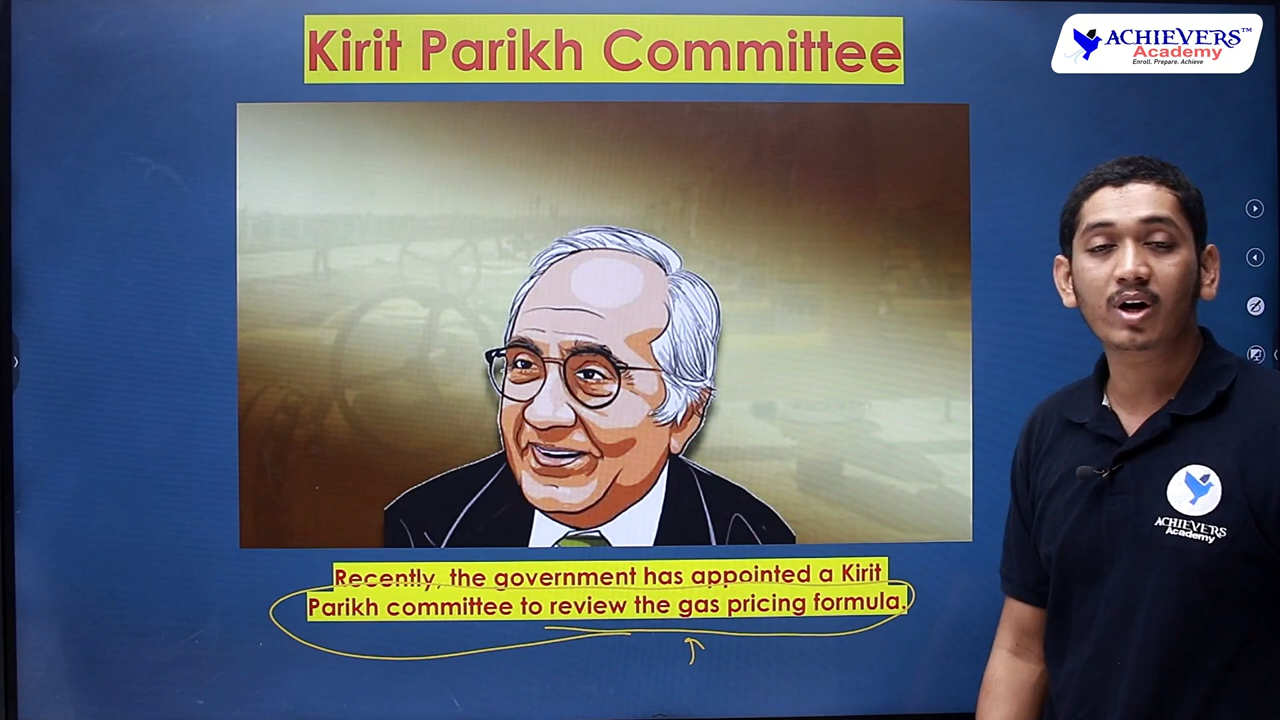 Kirit Parikh Committee
ACHIEVERS™
Academy
Enroll. Prepare. Achieve
Recently, the government has appointed a Kirit
Parikh committee to review the gas pricing formula.
ACHIEVERS
Academy